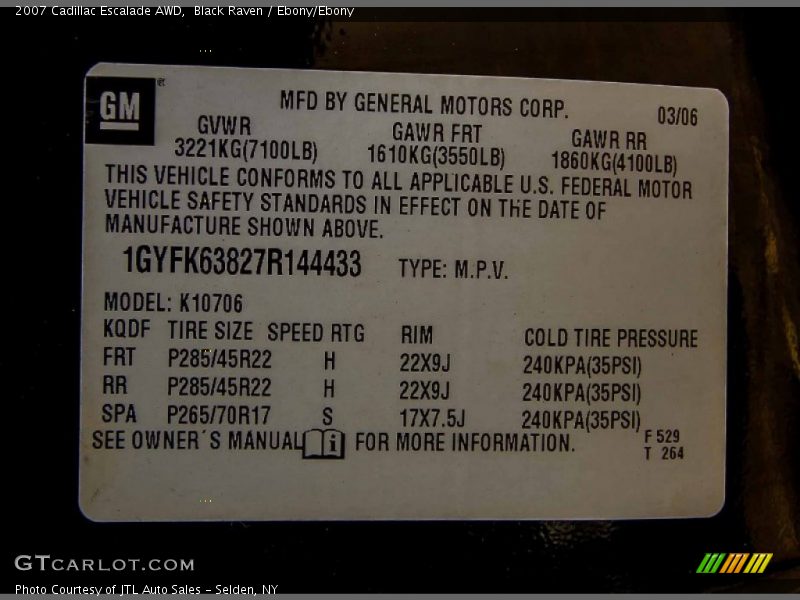 2007 Cadillac Escalade AWD,  Black Raven / Ebony/Ebony
GM ®
MFD BY GENERAL MOTORS CORP.
03/06
GVWR GAWR FRT GAWR RR
3221KG(7100LB) 1610KG(3550LB) 1860KG(4100LB)
THIS VEHICLE CONFORMS TO ALL APPLICABLE U.S. FEDERAL MOTOR
VEHICLE SAFETY STANDARDS IN EFFECT ON THE DATE OF
MANUFACTURE SHOWN ABOVE.
1GYFK63827R144433 TYPE: M.P.V.
MODEL: K10706
KQDF TIRE SIZE SPEED RTG RIM COLD TIRE PRESSURE
FRT P285/45R22 H 22X9J 240KPA(35PSI)
RR P285/45R22 H 22X9J 240KPA(35PSI)
SPA P265/70R17 S 17X7.5J 240KPA(35PSI)
SEE OWNER´S MANUAL i FOR MORE INFORMATION.
F 529
T 264
GTCARLOT.COM
Photo Courtesy of JTL Auto Sales – Selden, NY